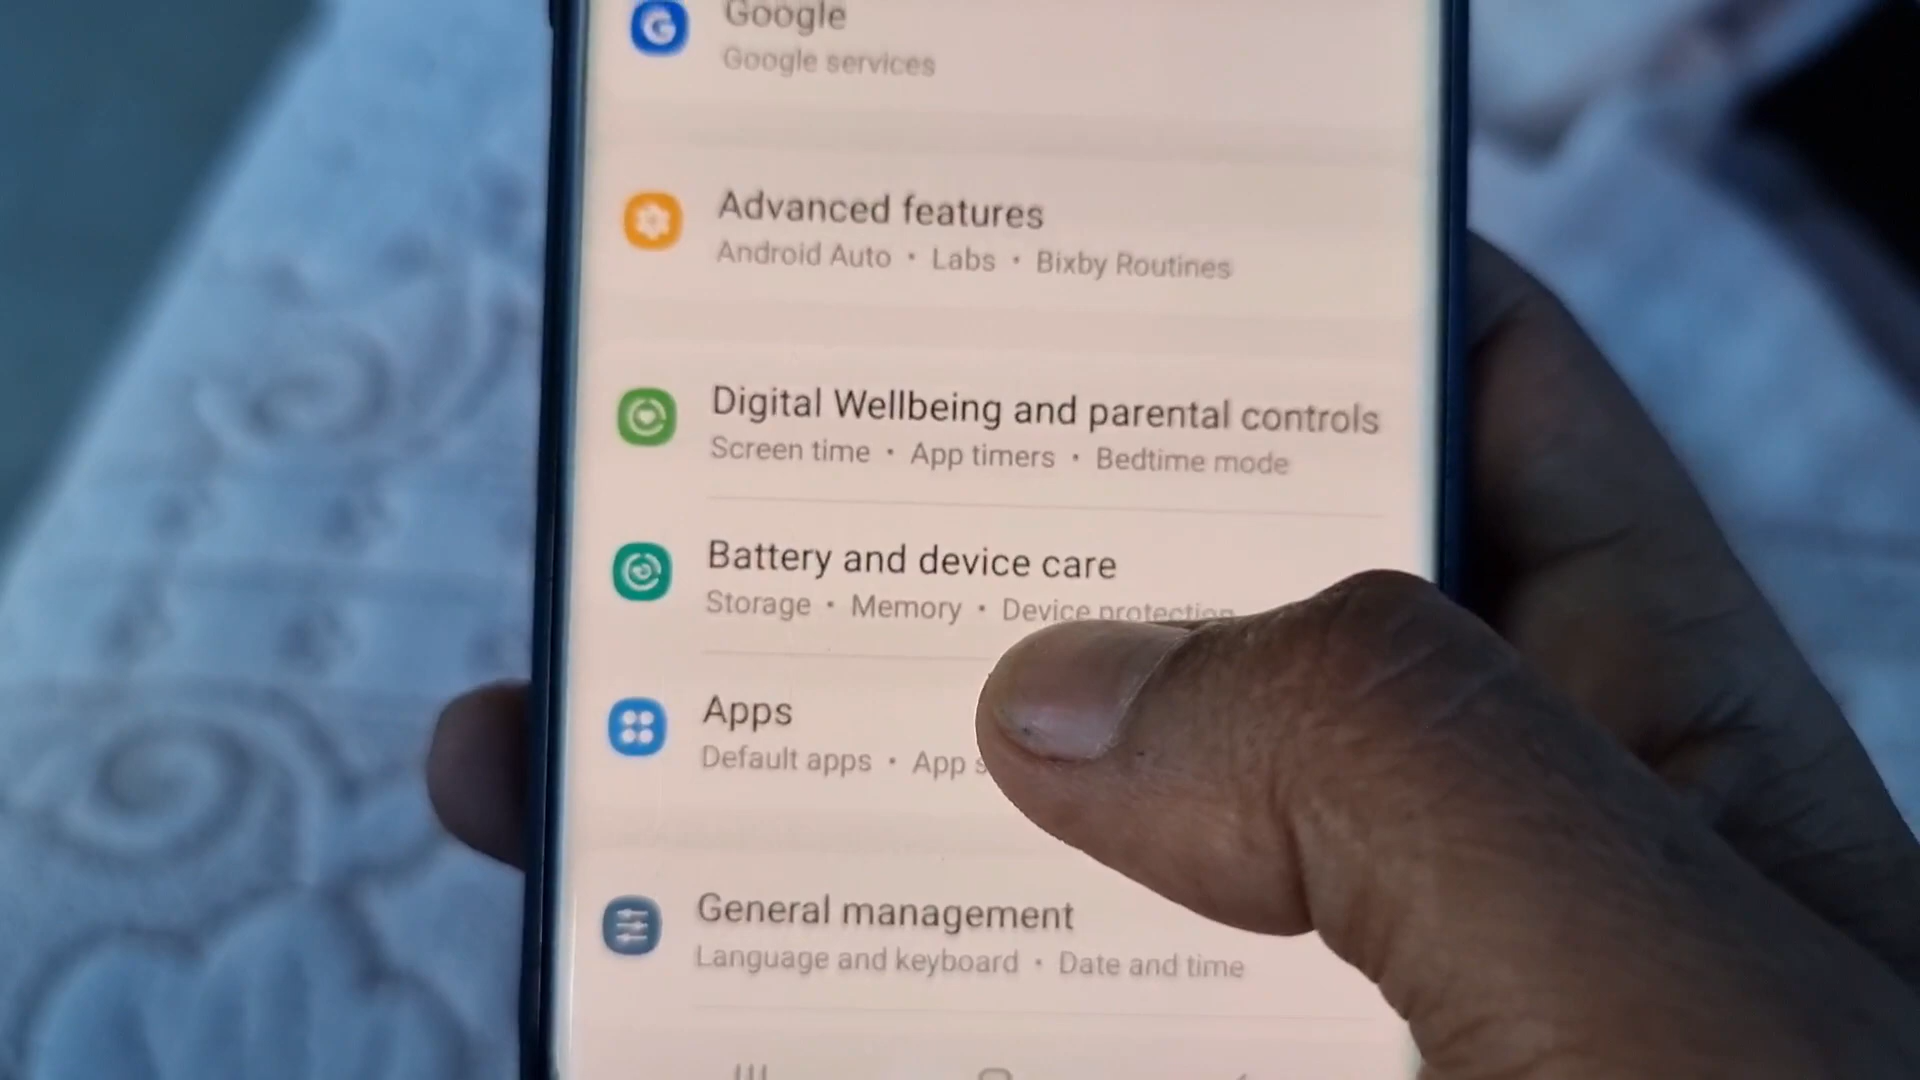 Google
Google services
Advanced features
Android Auto • Labs • Bixby Routines
Digital Wellbeing and parental controls
Screen time • App timers • Bedtime mode
Battery and device care
Storage • Memory • Device protection
Apps
Default apps • App
General management
Language and keyboard • Date and time